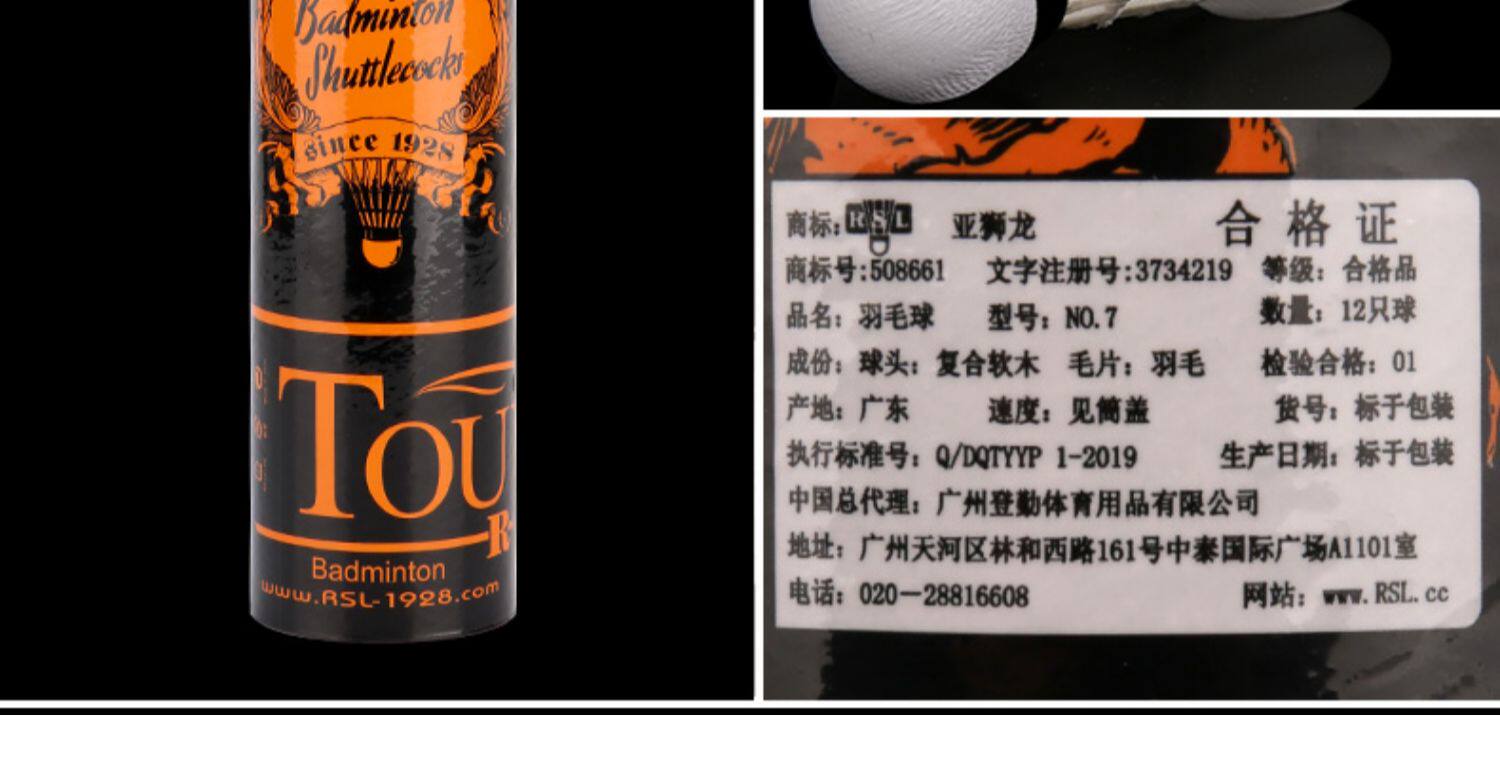 Badminton
Shuttlecocks
since 1928
TOU
R
Badminton
www.RSL-1928.com
商标: RSL 亚狮龙 合格证
商标号:508661 文字注册号:3734219 等级: 合格品
品名: 羽毛球 型号: NO.7 数量: 12只球
成份: 球头: 复合软木 毛片: 羽毛 检验合格: 01
产地: 广东 速度: 见筒盖 货号: 标于包装
执行标准号: Q/DQTYYP 1-2019 生产日期: 标于包装
中国总代理: 广州登勤体育用品有限公司
地址: 广州天河区林和西路161号中泰国际广场A1101室
电话: 020-28816608 网站: www.RSL.cc